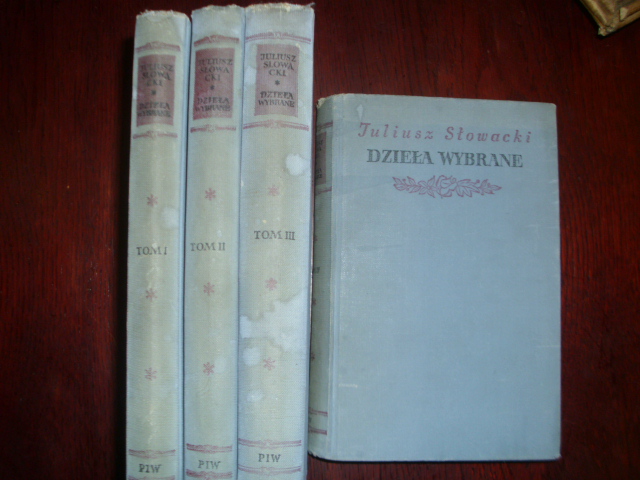 JULIUSZ
SŁOWA
CKI
DZIEŁA
WYBRANE
TOM I
PIW
JULIUSZ
SŁOWA
CKI
DZIEŁA
WYBRANE
TOM II
PIW
JULIUSZ
SŁOWA
CKI
DZIEŁA
WYBRANE
TOM III
PIW
Juliusz Słowacki
DZIEŁA WYBRANE